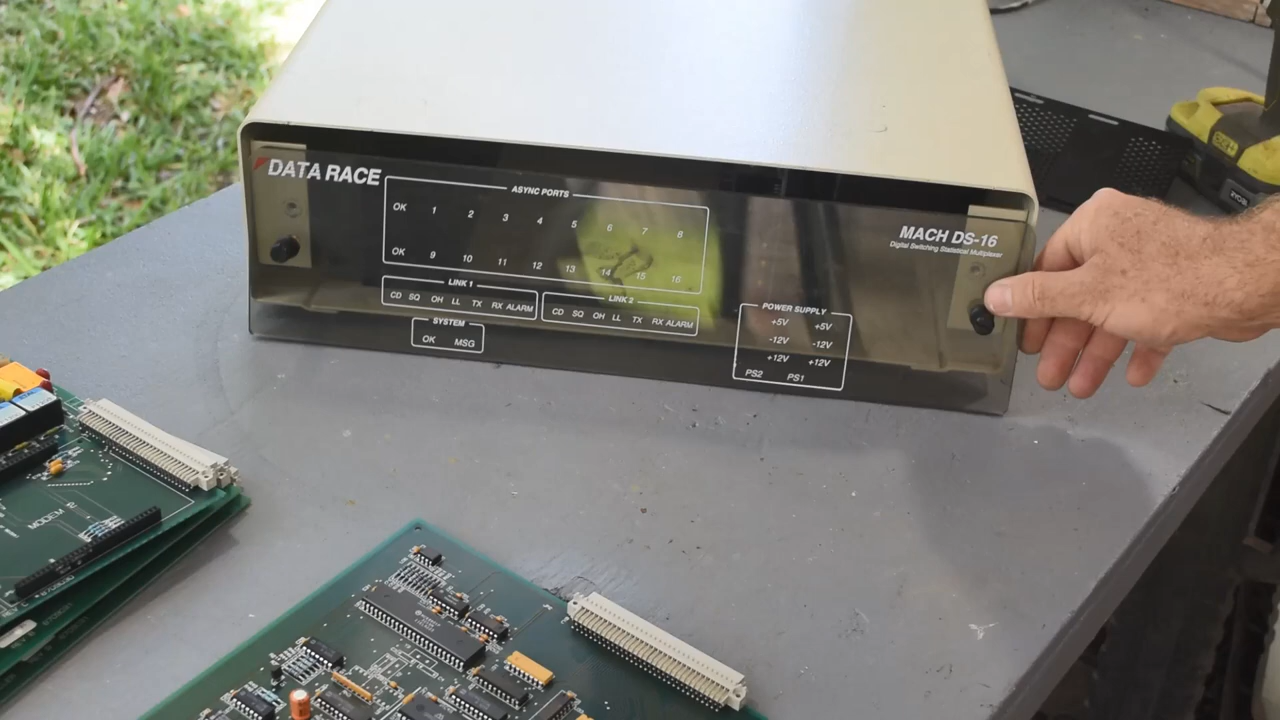 DATA RACE
ASYNC PORTS
OK 1 2 3 4 5 6 7 8
OK 9 10 11 12 13 14 15 16
MACH DS-16
Digital Switching Statistical Multiplexer
LINK 1
CD SQ OH LL TX RX ALARM
LINK 2
CD SQ OH LL TX RX ALARM
SYSTEM
OK MSG
POWER SUPPLY
+5V +5V
-12V -12V
+12V +12V
PS2 PS1
RYOBI
MODEM